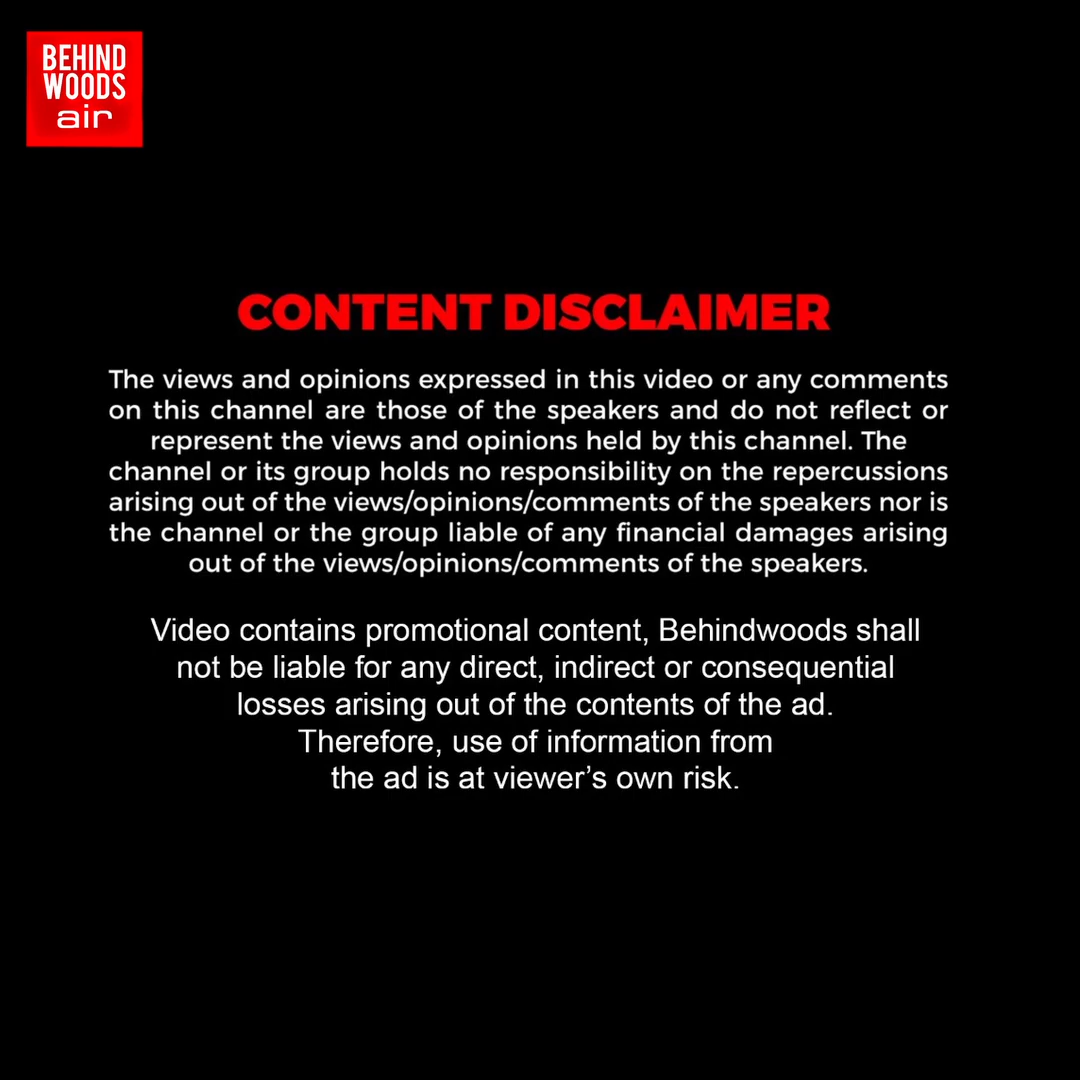 BEHIND
WOODS
air
CONTENT DISCLAIMER
The views and opinions expressed in this video or any comments
on this channel are those of the speakers and do not reflect or
represent the views and opinions held by this channel. The
channel or its group holds no responsibility on the repercussions
arising out of the views/opinions/comments of the speakers nor is
the channel or the group liable of any financial damages arising
out of the views/opinions/comments of the speakers.
Video contains promotional content, Behindwoods shall
not be liable for any direct, indirect or consequential
losses arising out of the contents of the ad.
Therefore, use of information from
the ad is at viewer’s own risk.